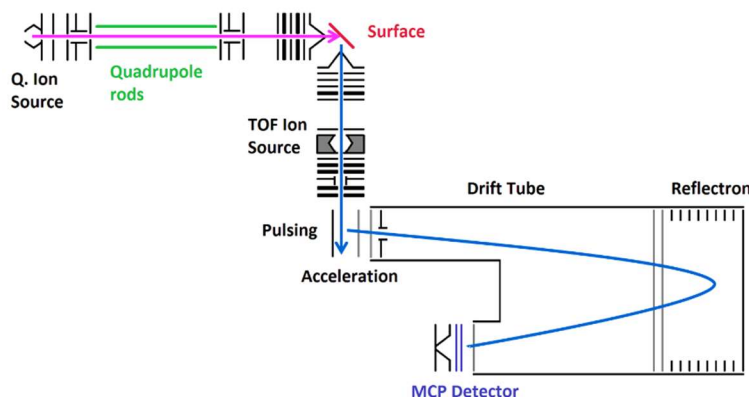 Surface
Q. Ion
Source
Quadrupole
rods
TOF Ion
Source
Drift Tube
Reflectron
Pulsing
Acceleration
MCP Detector